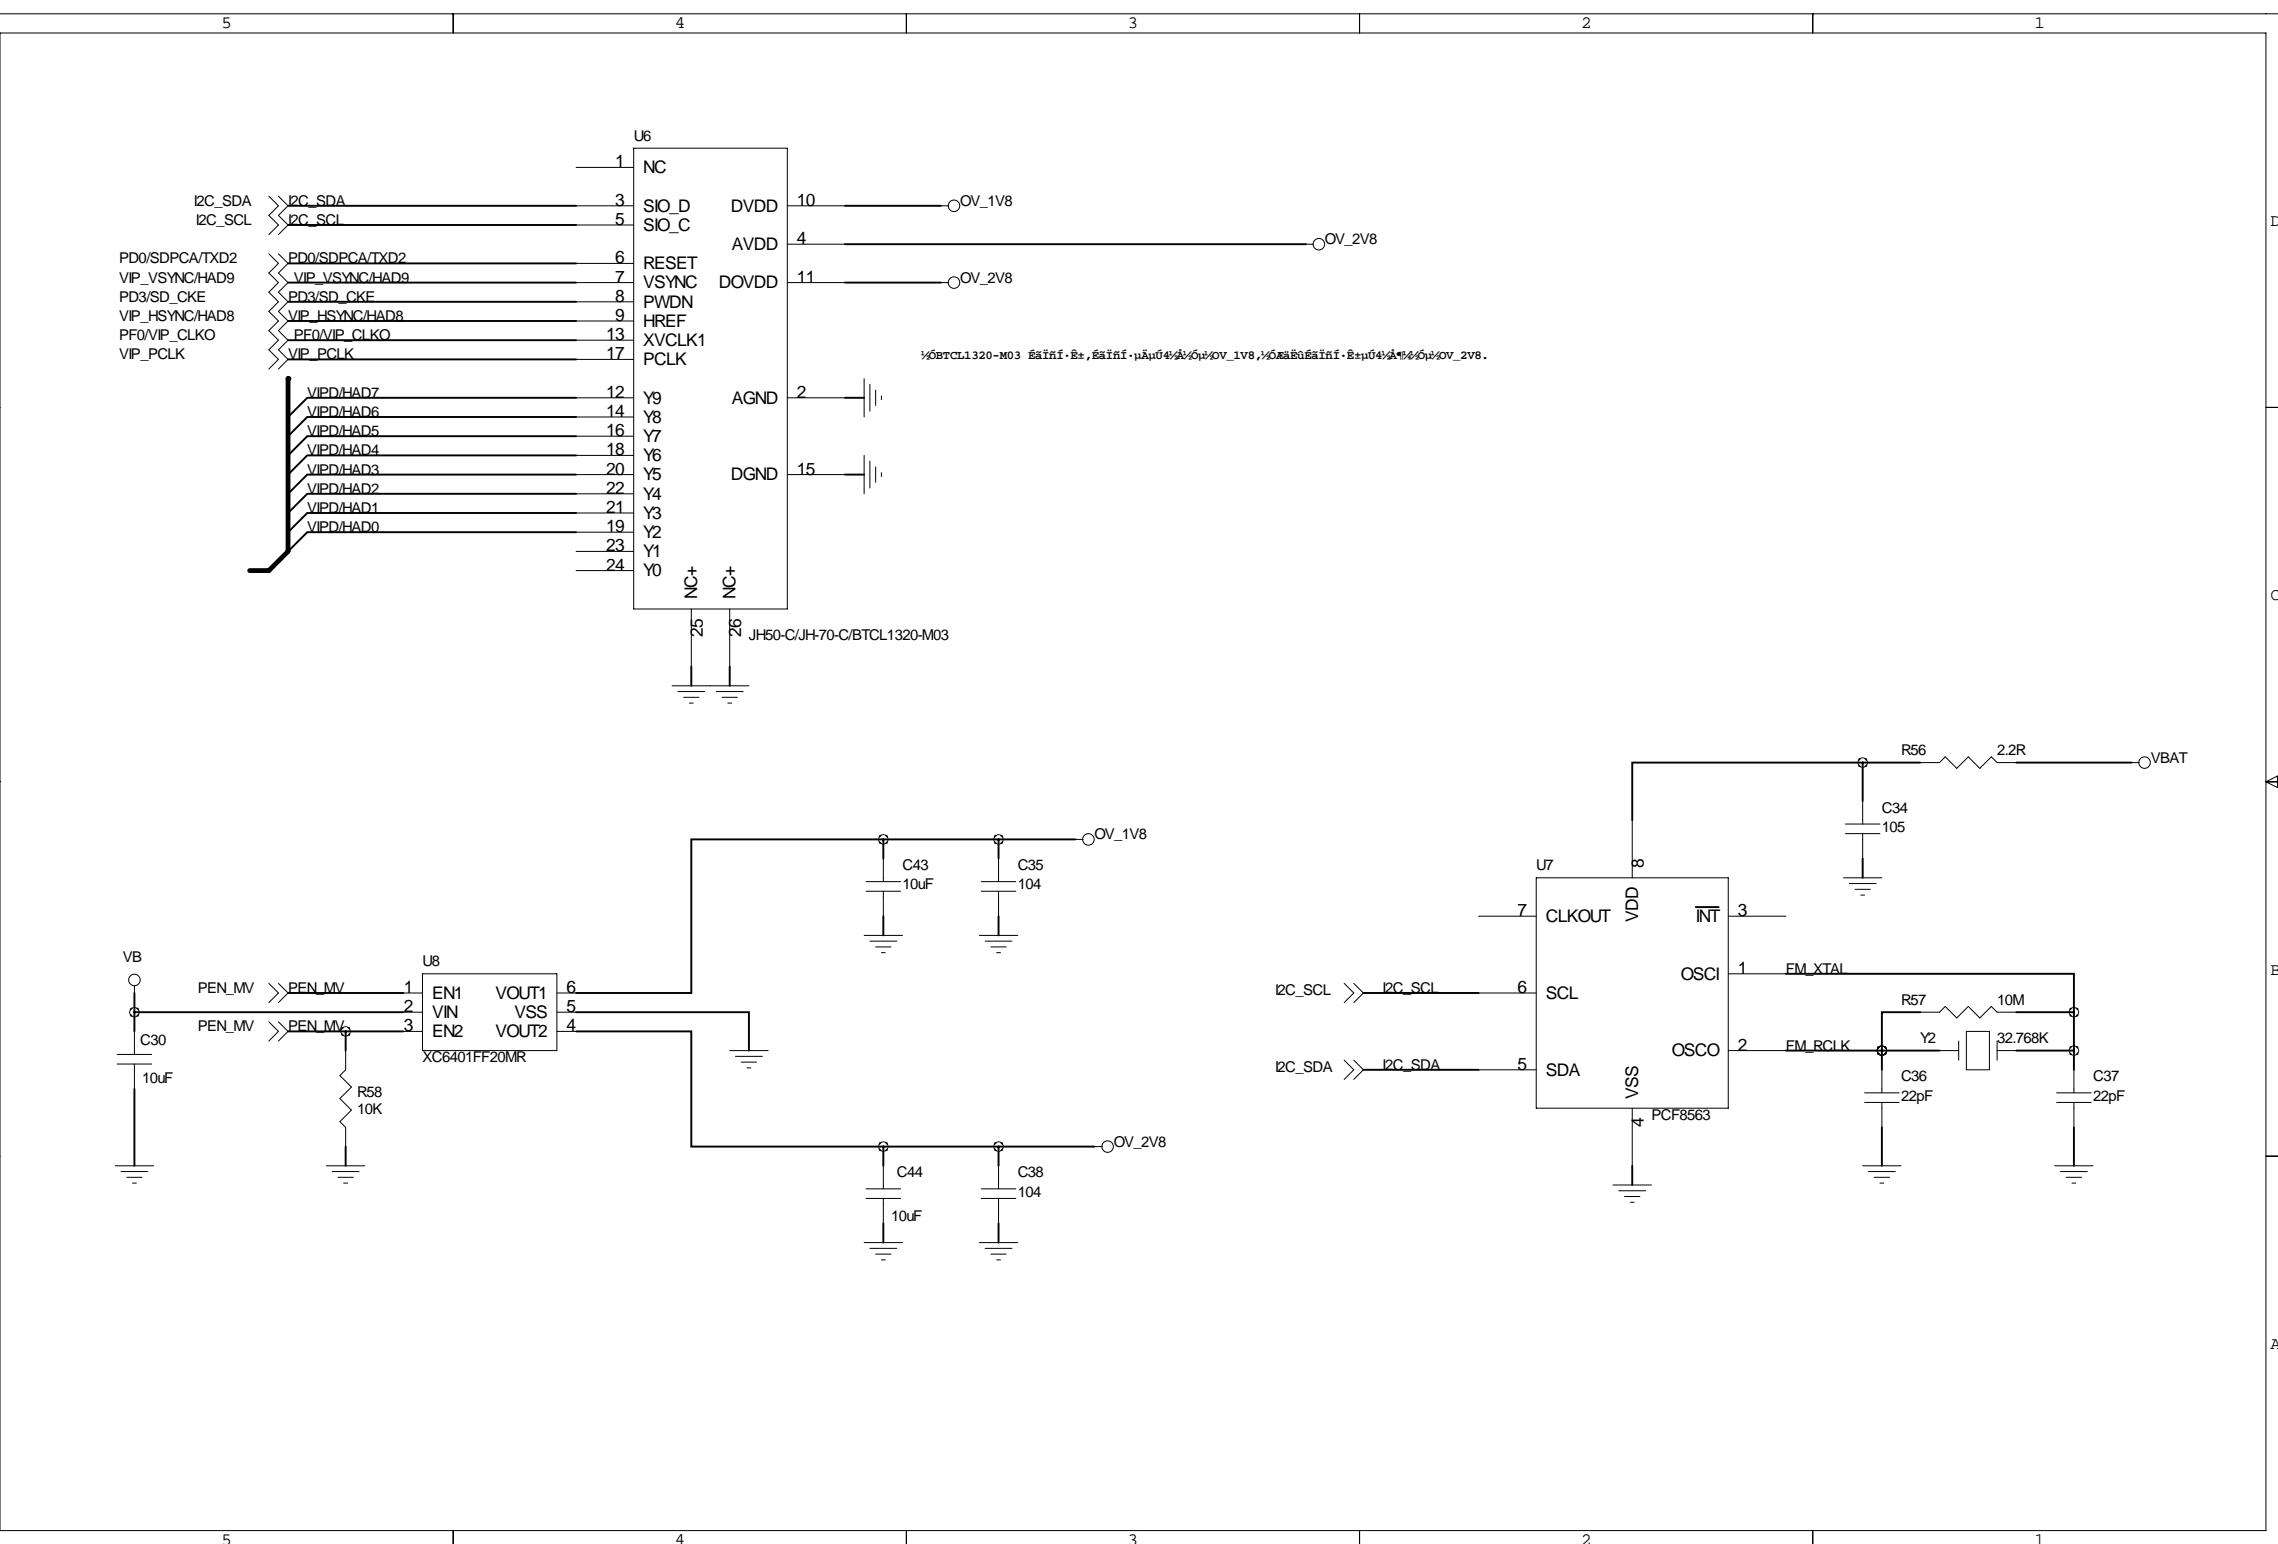 5 4 3 2 1
U6
1 NC
I2C_SDA I2C_SDA 3 SIO_D DVDD 10 OV_1V8
I2C_SCL I2C_SCL 5 SIO_C
AVDD 4 OV_2V8
PD0/SDPCA/TXD2 PD0/SDPCA/TXD2 6 RESET
VIP_VSYNC/HAD9 VIP_VSYNC/HAD9 7 VSYNC DOVDD 11 OV_2V8
PD3/SD_CKE PD3/SD_CKE 8 PWDN
VIP_HSYNC/HAD8 VIP_HSYNC/HAD8 9 HREF
PF0/VIP_CLKO PF0/VIP_CLKO 13 XVCLK1
VIP_PCLK VIP_PCLK 17 PCLK
BTCL1320-M03 OV_1V8, OV_2V8.
VIPD/HAD7 12 Y9 AGND 2
VIPD/HAD6 14 Y8
VIPD/HAD5 16 Y7
VIPD/HAD4 18 Y6
VIPD/HAD3 20 Y5 DGND 15
VIPD/HAD2 22 Y4
VIPD/HAD1 21 Y3
VIPD/HAD0 19 Y2
23 Y1
24 Y0
NC+ NC+
25 26 JH50-C/JH-70-C/BTCL1320-M03
R56 2.2R VBAT
C34
105
OV_1V8
C43 C35
10uF 104
VB
U8
PEN_MV PEN_MV 1 EN1 VOUT1 6
2 VIN VSS 5
PEN_MV PEN_MV 3 EN2 VOUT2 4
XC6401FF20MR
C30
10uF
R58
10K
OV_2V8
C44 C38
10uF 104
U7
8
VDD
7 CLKOUT INT 3
OSCI 1 FM_XTAL
I2C_SCL I2C_SCL 6 SCL
R57 10M
OSCO 2 FM_RCLK Y2 32.768K
I2C_SDA I2C_SDA 5 SDA
VSS
4 PCF8563
C36 C37
22pF 22pF
D
C
B
A
5 4 3 2 1